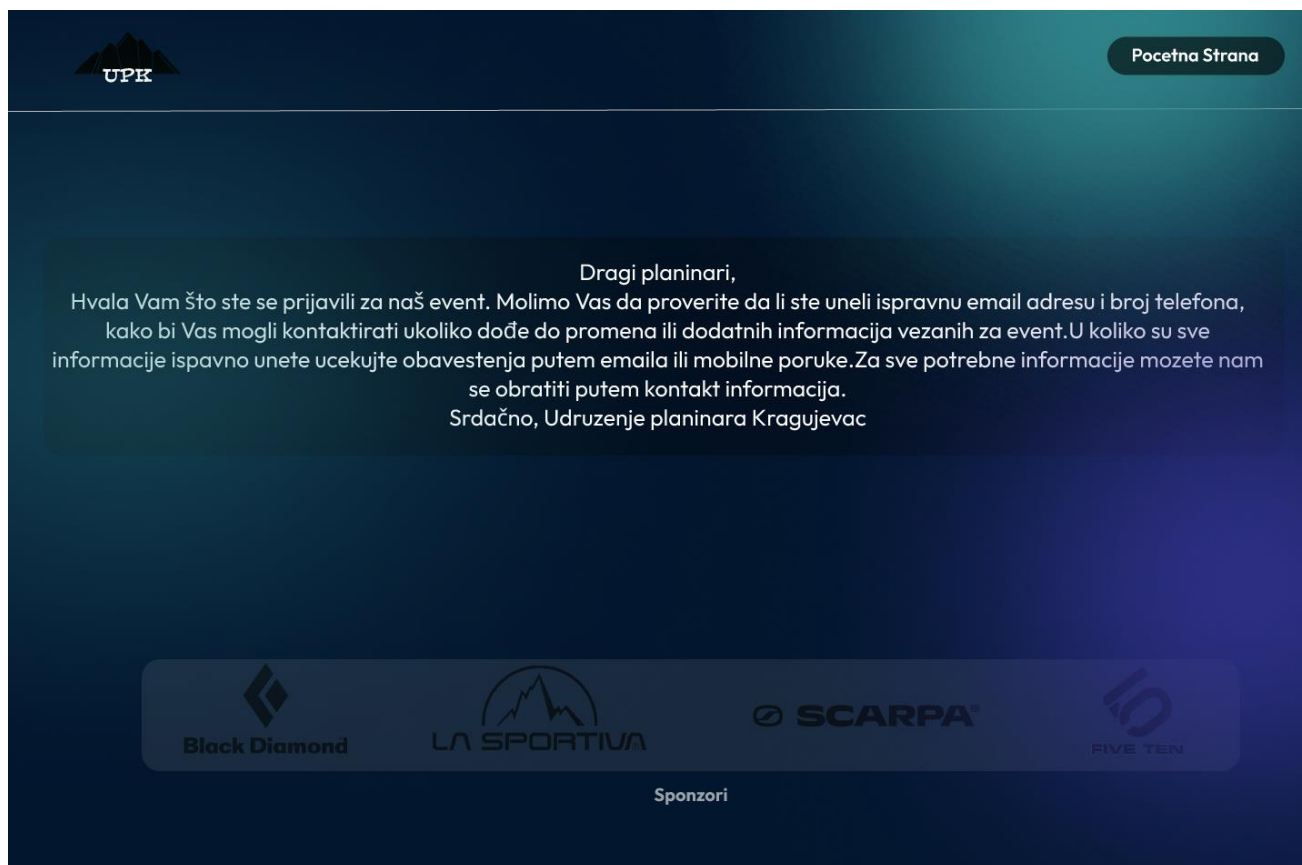 UPK
Pocetna Strana
Dragi planinari,
Hvala Vam što ste se prijavili za naš event. Molimo Vas da proverite da li ste uneli ispravnu email adresu i broj telefona,
kako bi Vas mogli kontaktirati ukoliko dođe do promena ili dodatnih informacija vezanih za event.U koliko su sve
informacije ispavno unete ucekujte obavestenja putem emaila ili mobilne poruke.Za sve potrebne informacije mozete nam
se obratiti putem kontakt informacija.
Srdačno, Udruzenje planinara Kragujevac
Black Diamond
LA SPORTIVA
SCARPA®
FIVE TEN
Sponzori